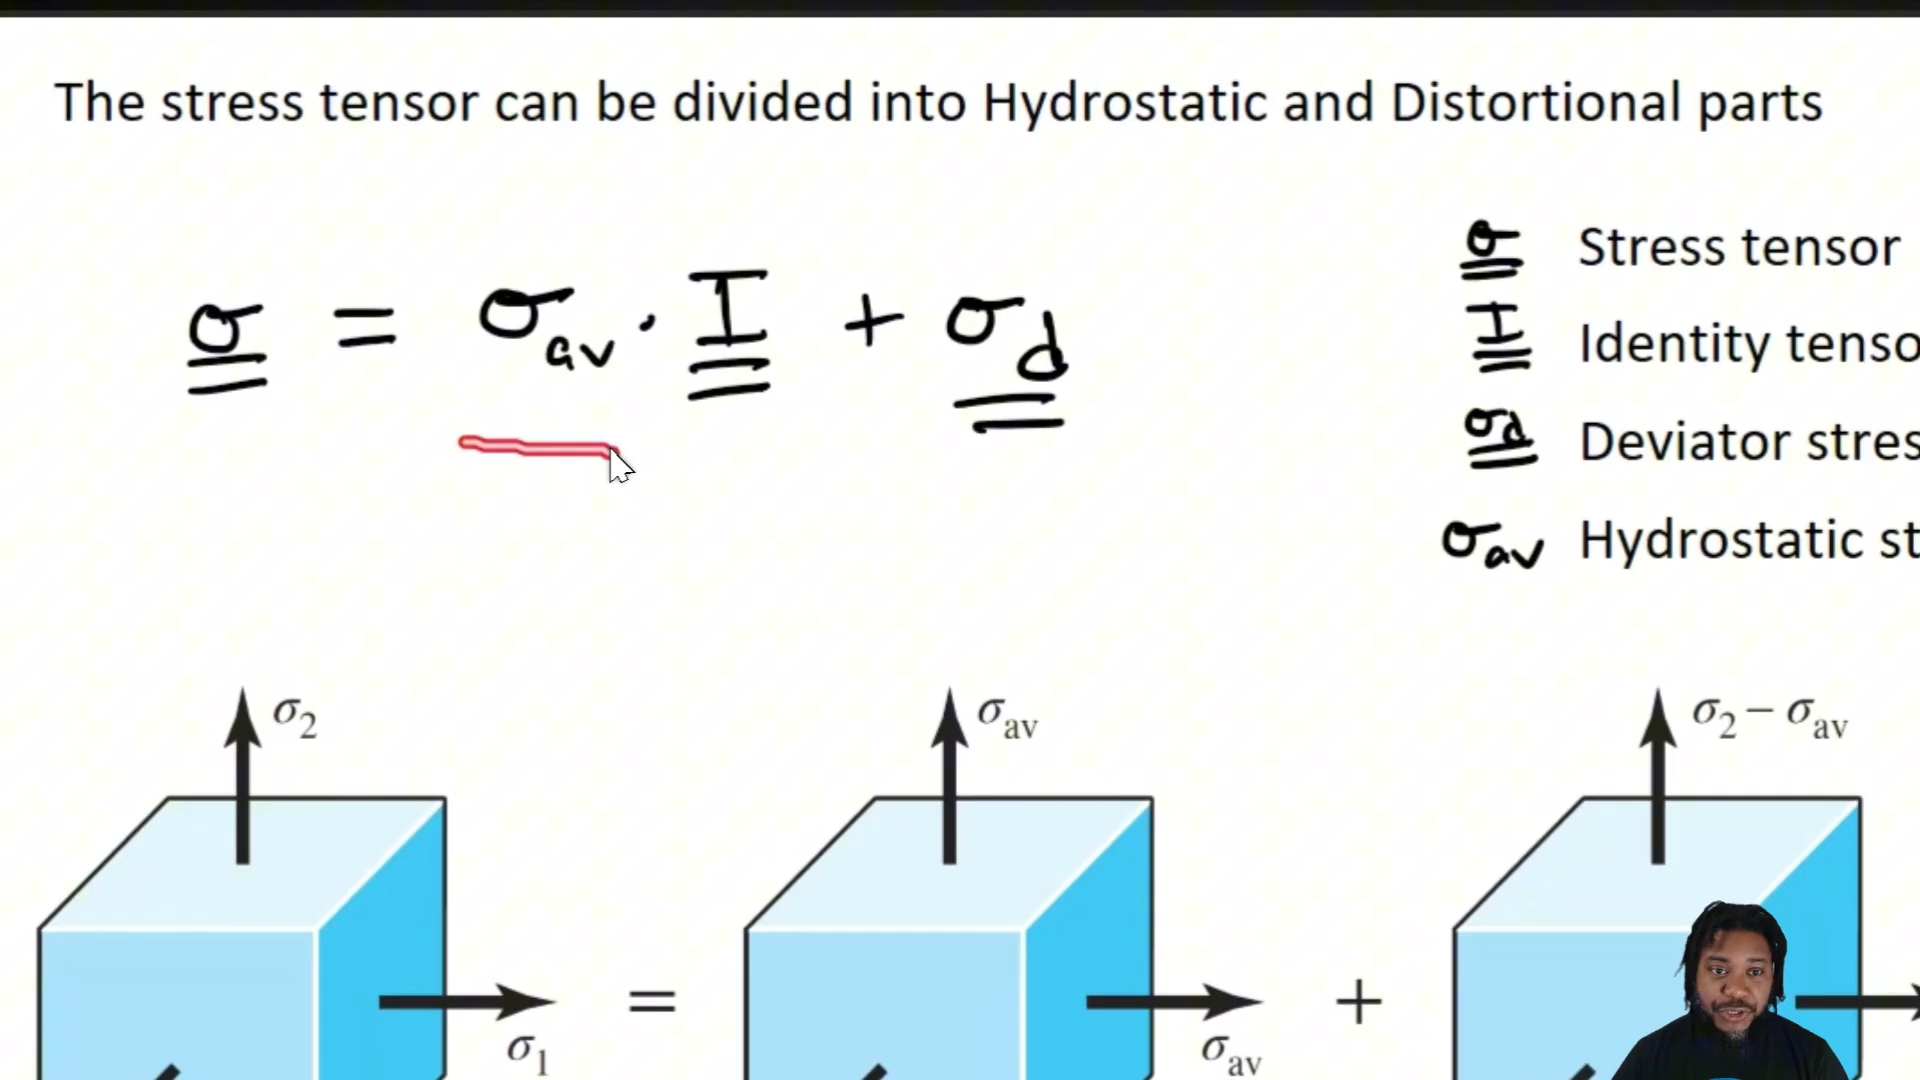 The stress tensor can be divided into Hydrostatic and Distortional parts
σ = σav · I + σd
σ Stress tensor
I Identity tenso
σd Deviator stres
σav Hydrostatic st
σ2
σav
σ2 − σav
= +
σ1
σav